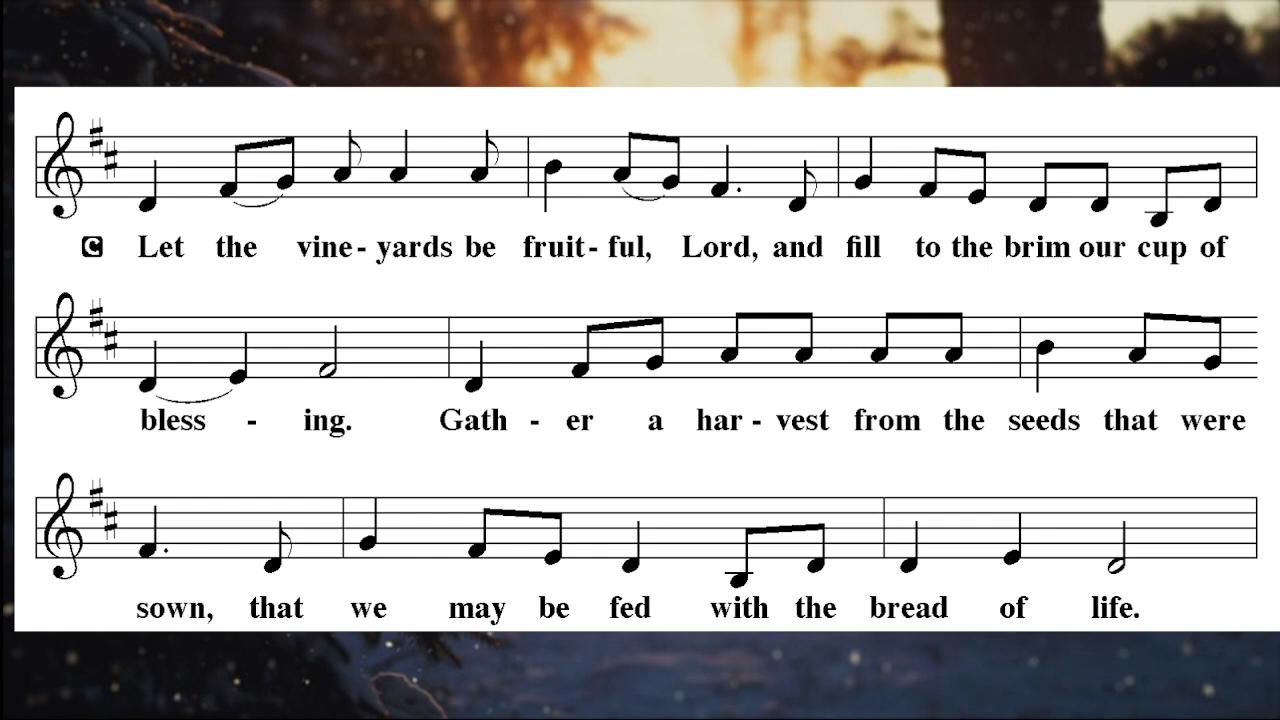 C Let the vine - yards be fruit - ful, Lord, and fill to the brim our cup of
bless - ing. Gath - er a har - vest from the seeds that were
sown, that we may be fed with the bread of life.